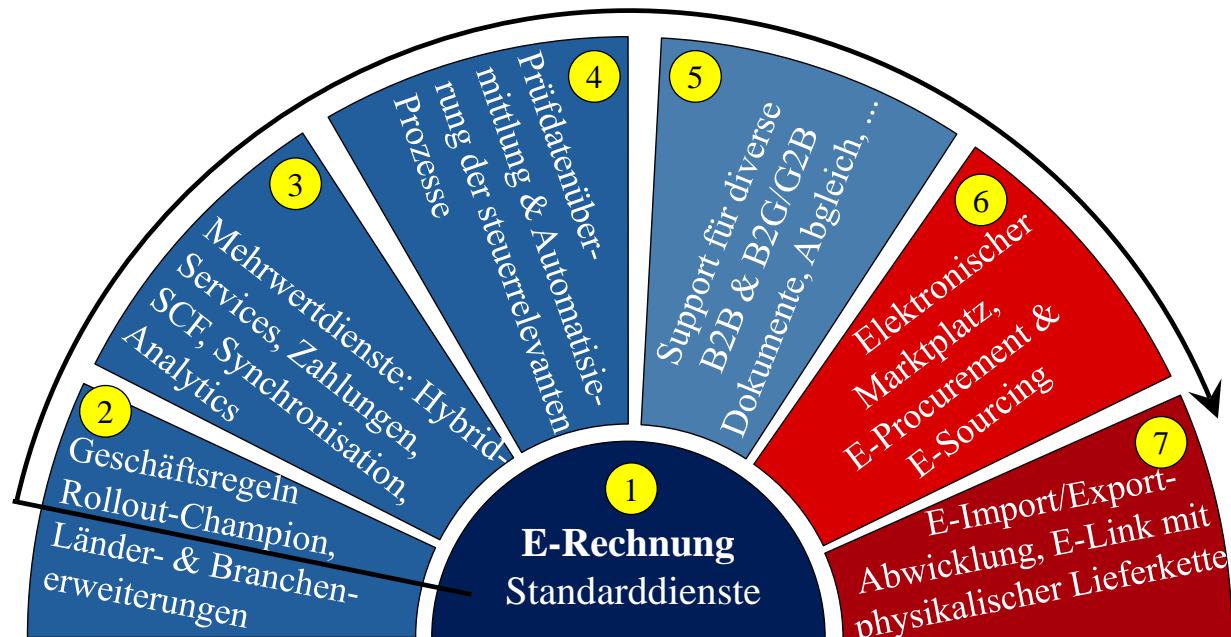 1
E-Rechnung
Standarddienste
2
Geschäftsregeln
Rollout-Champion,
Länder- & Branchen-
erweiterungen
3
Mehrwertdienste: Hybrid-
Services, Zahlungen,
SCF, Synchronisation,
Analytics
4
Prüfdatenüber-
mittlung & Automatisie-
rung der steuerrelevanten
Prozesse
5
Support für diverse
B2B & B2G/G2B
Dokumente, Abgleich, ...
6
Elektronischer
Marktplatz,
E-Procurement &
E-Sourcing
7
E-Import/Export-
Abwicklung, E-Link mit
physikalischer Lieferkette